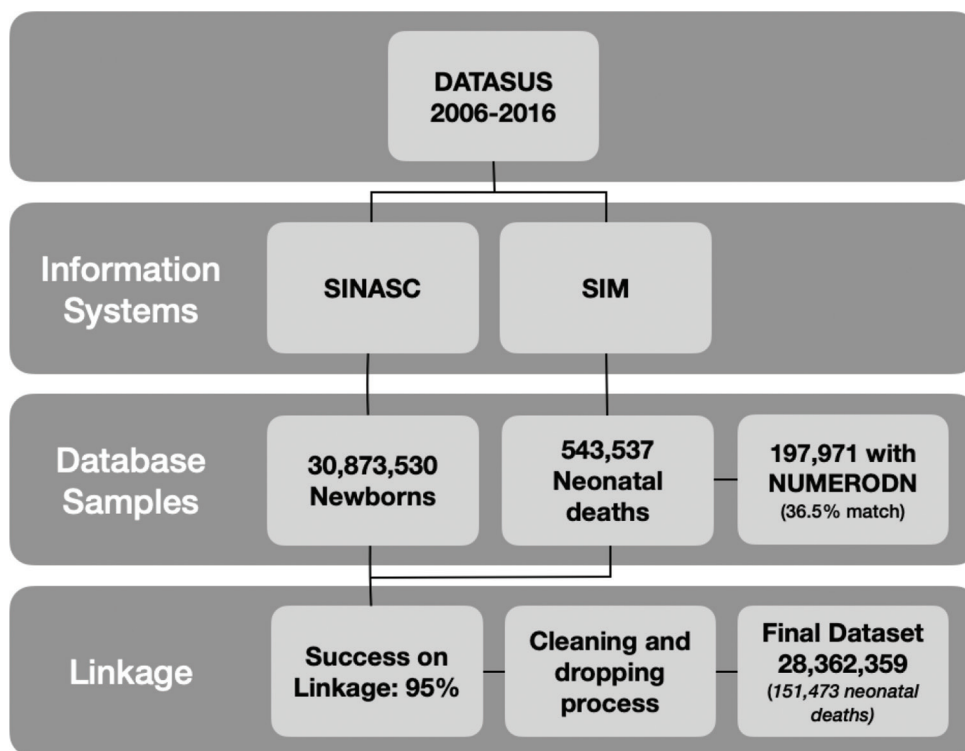 DATASUS
2006-2016
Information
Systems
SINASC
SIM
Database
Samples
30,873,530
Newborns
543,537
Neonatal
deaths
197,971 with
NUMERODN
(36.5% match)
Linkage
Success on
Linkage: 95%
Cleaning and
dropping
process
Final Dataset
28,362,359
(151,473 neonatal
deaths)